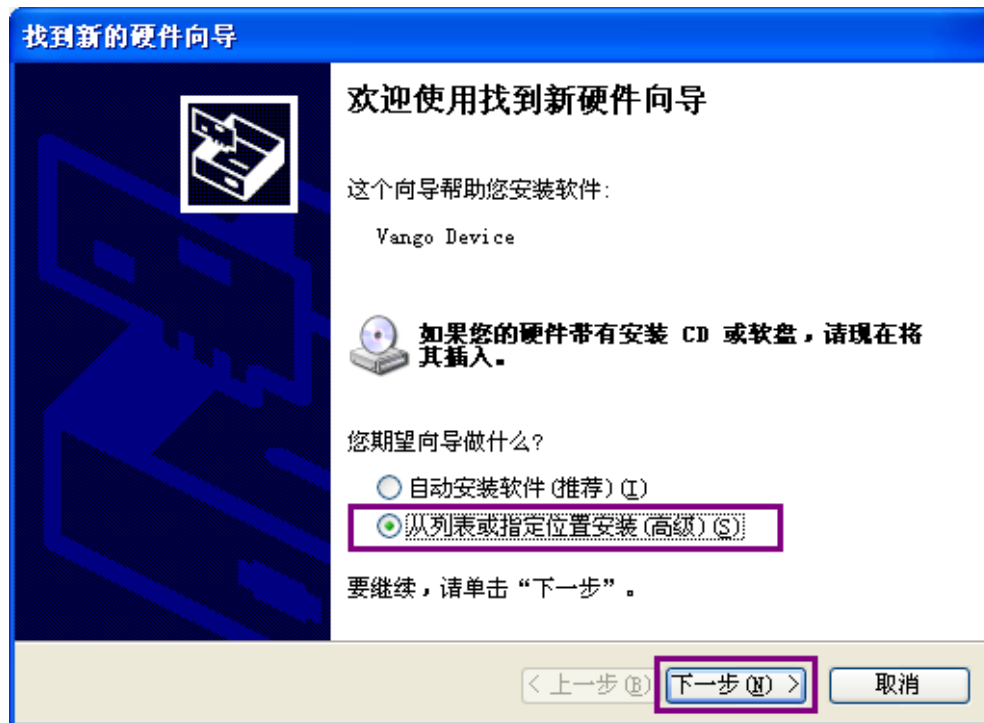 找到新的硬件向导
欢迎使用找到新硬件向导
这个向导帮助您安装软件:
Vango Device
如果您的硬件带有安装 CD 或软盘，请现在将
其插入。
您期望向导做什么?
自动安装软件(推荐)(I)
从列表或指定位置安装(高级)(S)
要继续，请单击“下一步”。
< 上一步(B)
下一步(N) >
取消